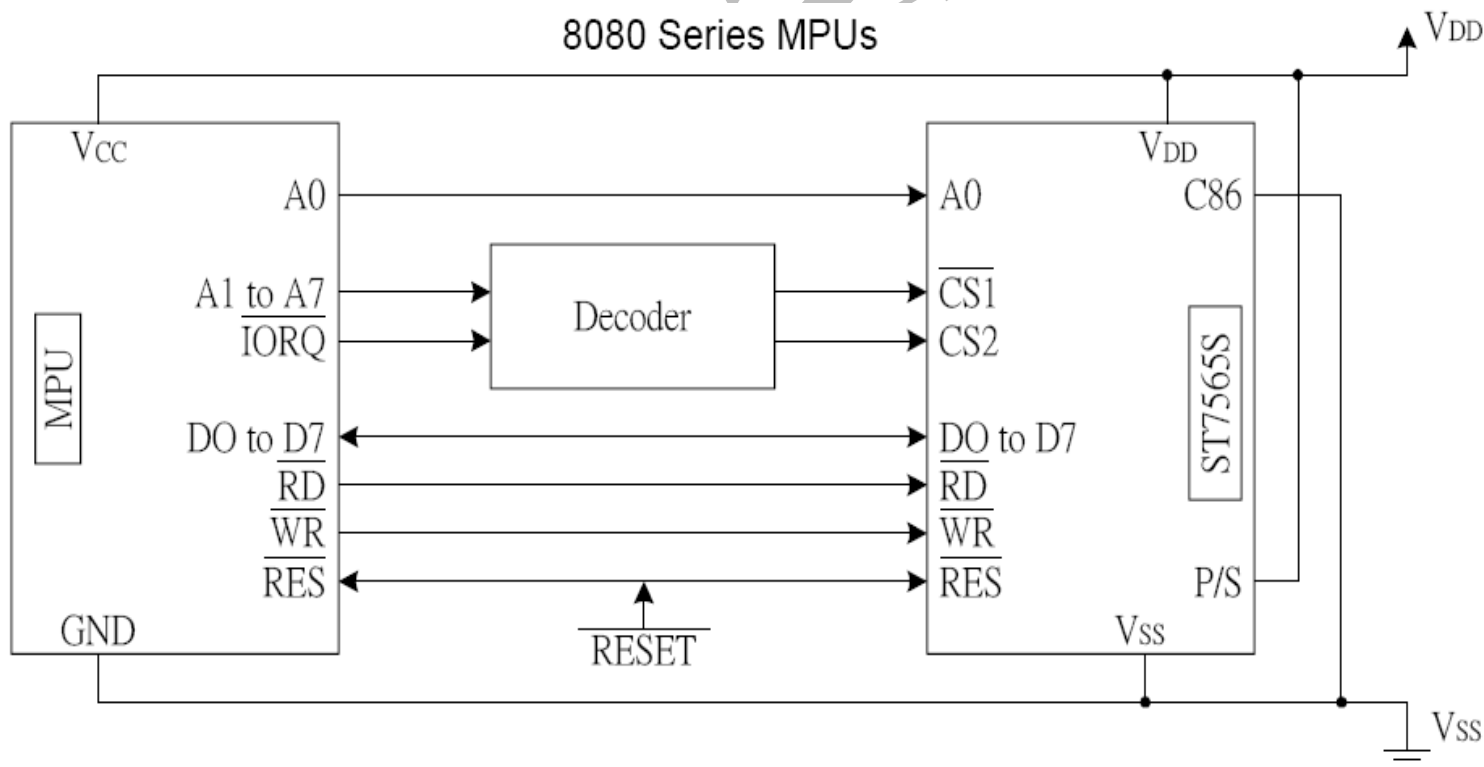 8080 Series MPUs
VDD
VCC
A0
A1 to A7
IORQ
MPU
DO to D7
RD
WR
RES
GND
Decoder
RESET
VDD
A0
C86
CS1
CS2
ST7565S
DO to D7
RD
WR
RES
P/S
VSS
VSS